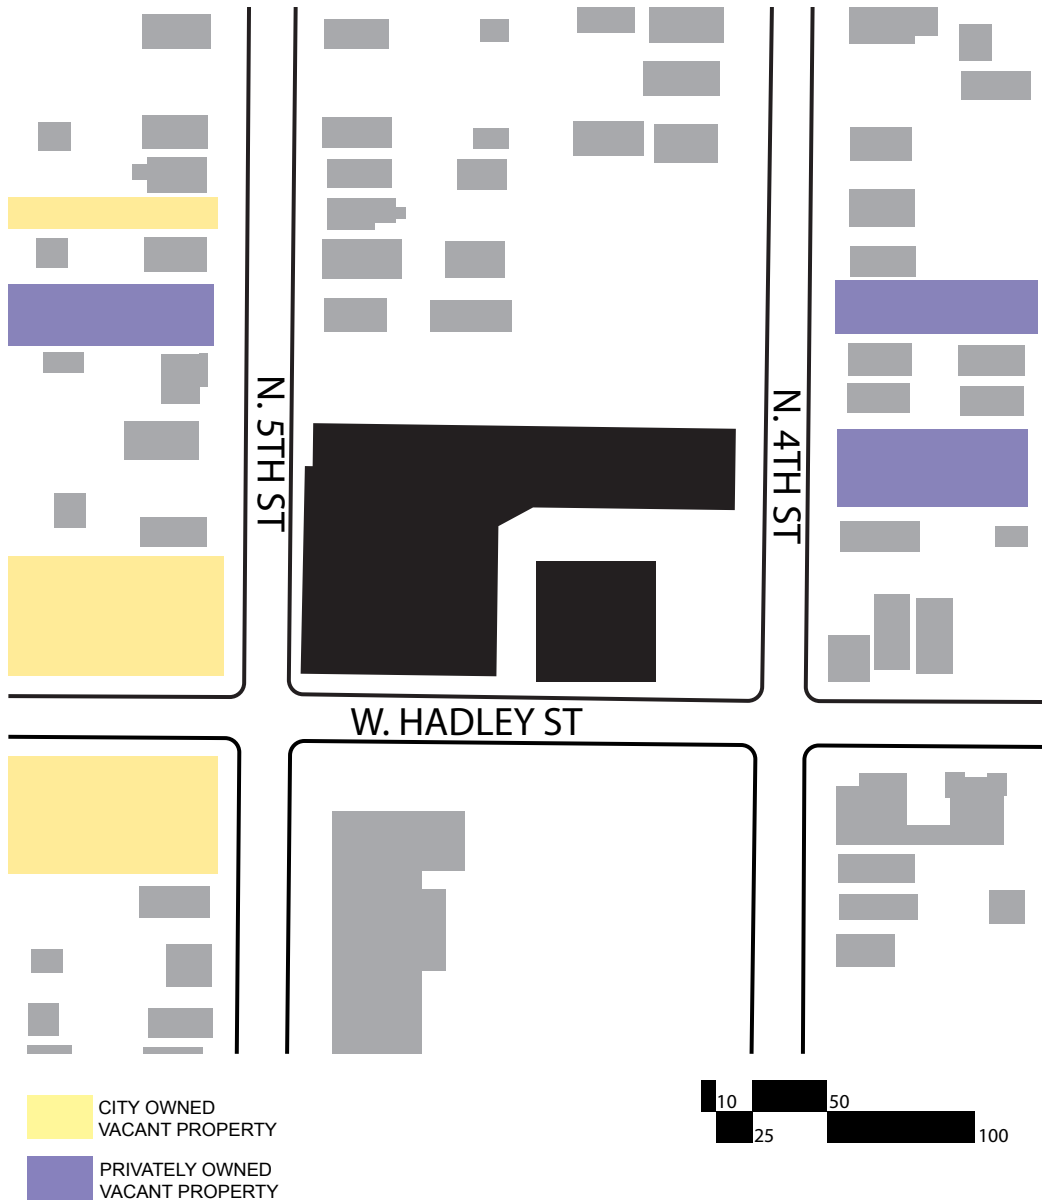 N. 5TH ST
N. 4TH ST
W. HADLEY ST
CITY OWNED
VACANT PROPERTY
PRIVATELY OWNED
VACANT PROPERTY
10
50
25
100